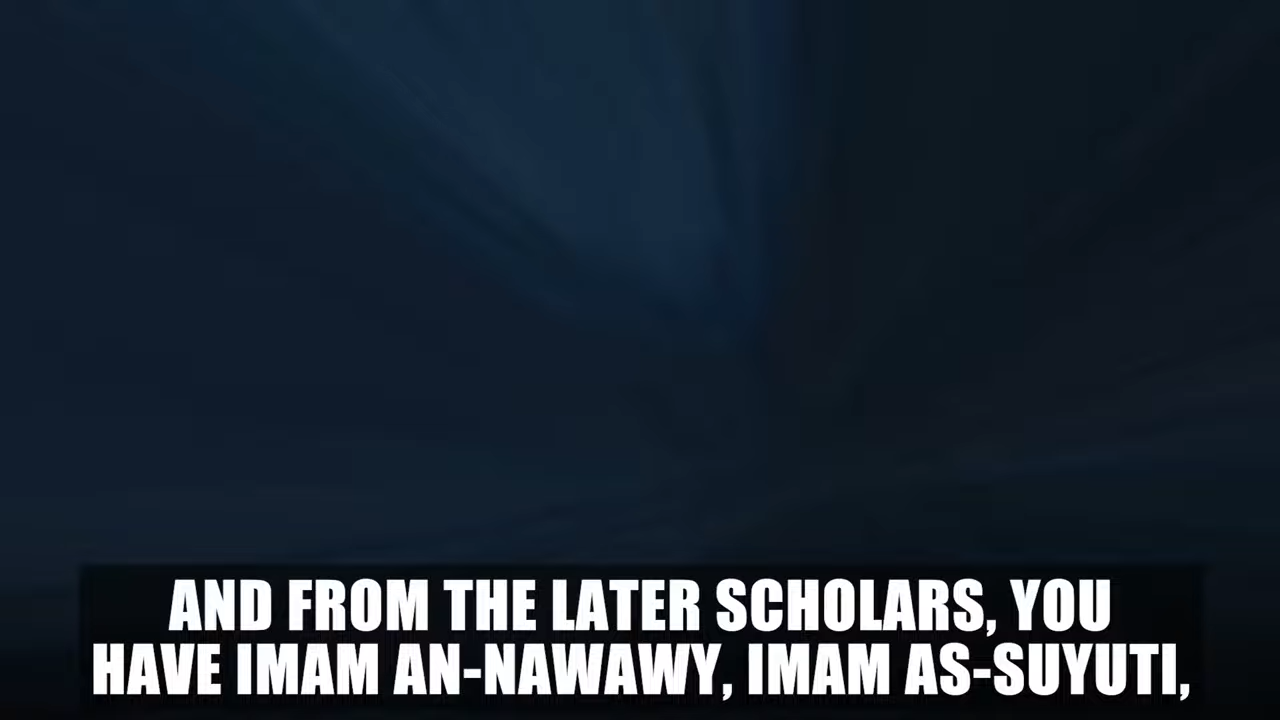 AND FROM THE LATER SCHOLARS, YOU
HAVE IMAM AN-NAWAWY, IMAM AS-SUYUTI,